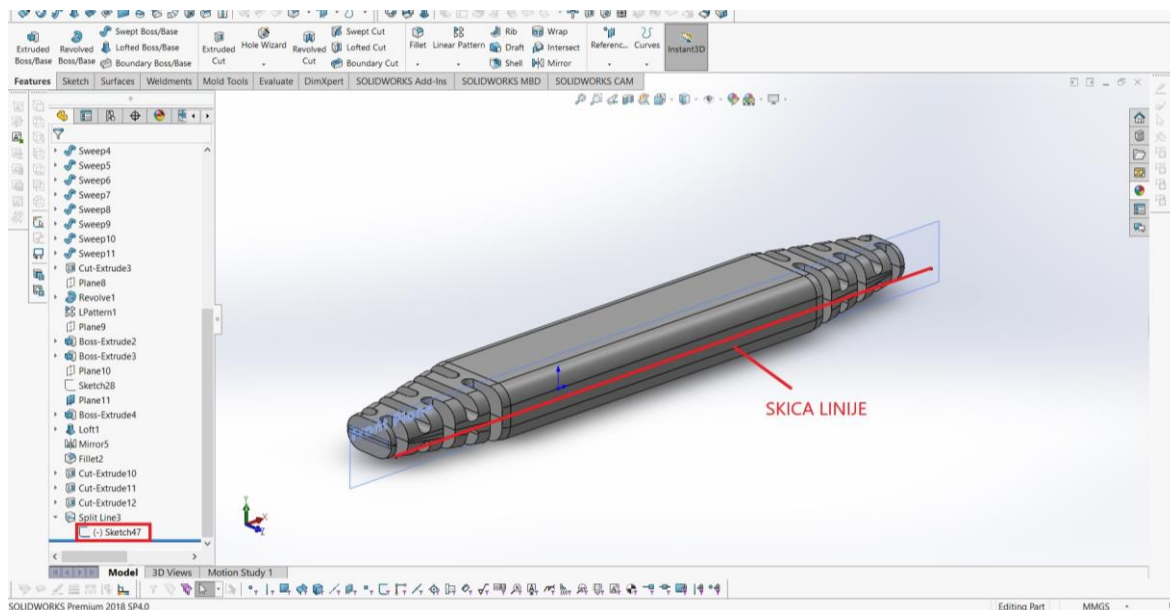 Swept Boss/Base
Lofted Boss/Base
Boundary Boss/Base
Extruded Boss/Base
Revolved Boss/Base
Extruded Cut
Hole Wizard
Revolved Cut
Swept Cut
Lofted Cut
Boundary Cut
Fillet
Linear Pattern
Rib
Draft
Shell
Wrap
Intersect
Mirror
Referenc...
Curves
Instant3D
Features Sketch Surfaces Weldments Mold Tools Evaluate DimXpert SOLIDWORKS Add-Ins SOLIDWORKS MBD SOLIDWORKS CAM
Sweep4
Sweep5
Sweep6
Sweep7
Sweep8
Sweep9
Sweep10
Sweep11
Cut-Extrude3
Plane8
Revolve1
LPattern1
Plane9
Boss-Extrude2
Boss-Extrude3
Plane10
Sketch28
Plane11
Boss-Extrude4
Loft1
Mirror5
Fillet2
Cut-Extrude10
Cut-Extrude11
Cut-Extrude12
Split Line3
(-) Sketch47
SKICA LINIJE
Y
X
Z
Model 3D Views Motion Study 1
SOLIDWORKS Premium 2018 SP4.0
Editing Part MMGS